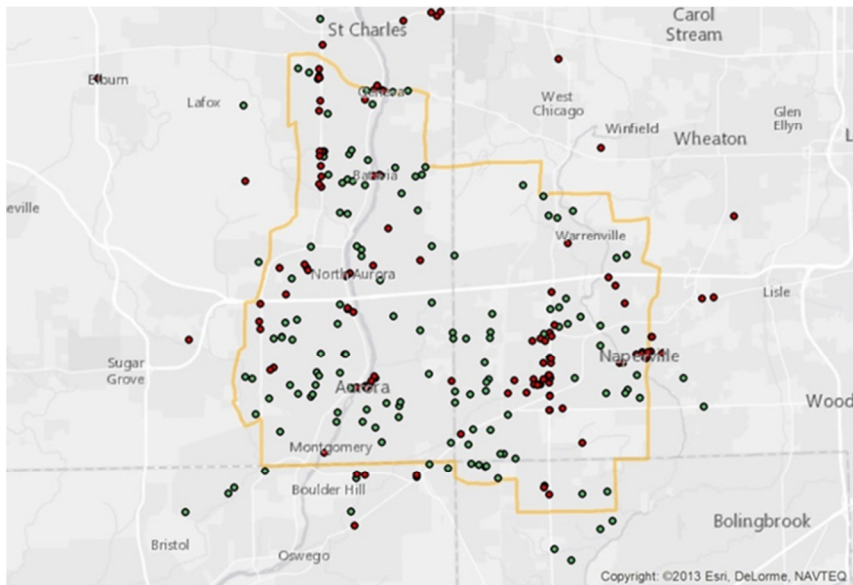 St Charles
Carol
Stream
Elburn
Lafox
Geneva
West
Chicago
Glen
Ellyn
Winfield
Wheaton
L
Batavia
eville
Warrenville
North Aurora
Lisle
Sugar
Grove
Naperville
Aurora
Wood
Montgomery
Boulder Hill
Bolingbrook
Bristol
Oswego
Copyright: ©2013 Esri, DeLorme, NAVTEQ